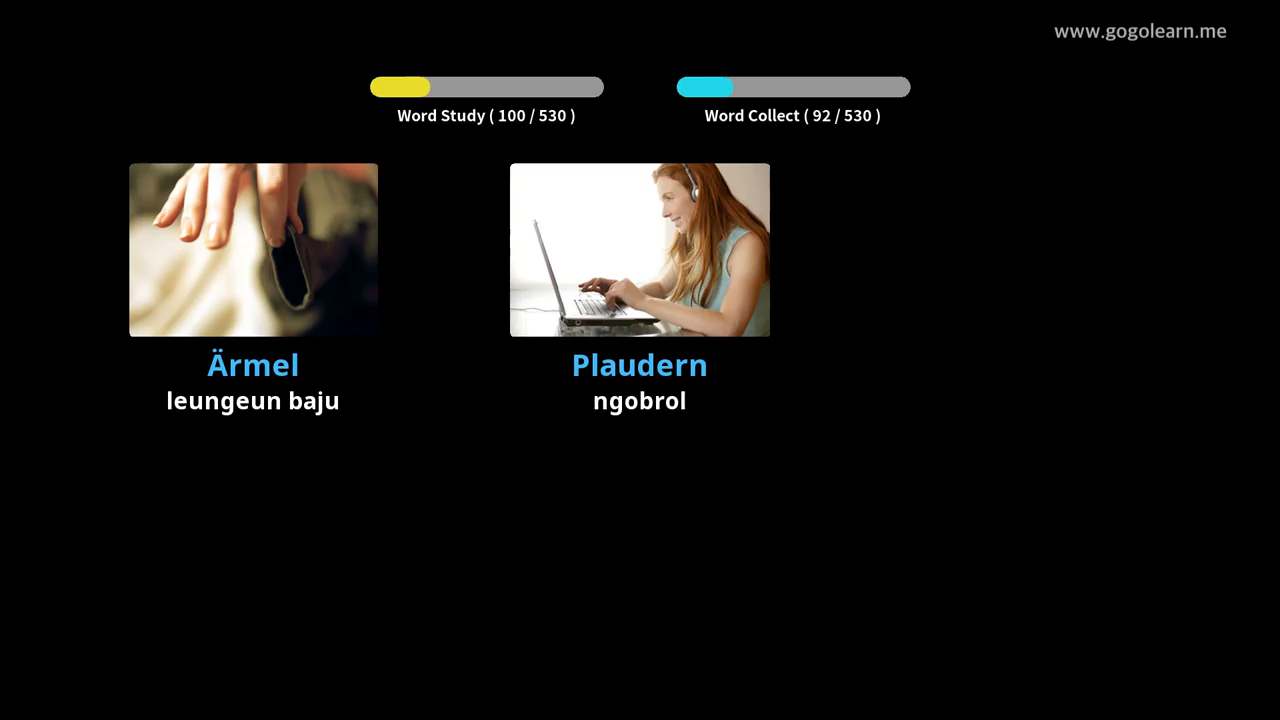 www.gogolearn.me
Word Study ( 100 / 530 )
Word Collect ( 92 / 530 )
Ärmel
leungeun baju
Plaudern
ngobrol